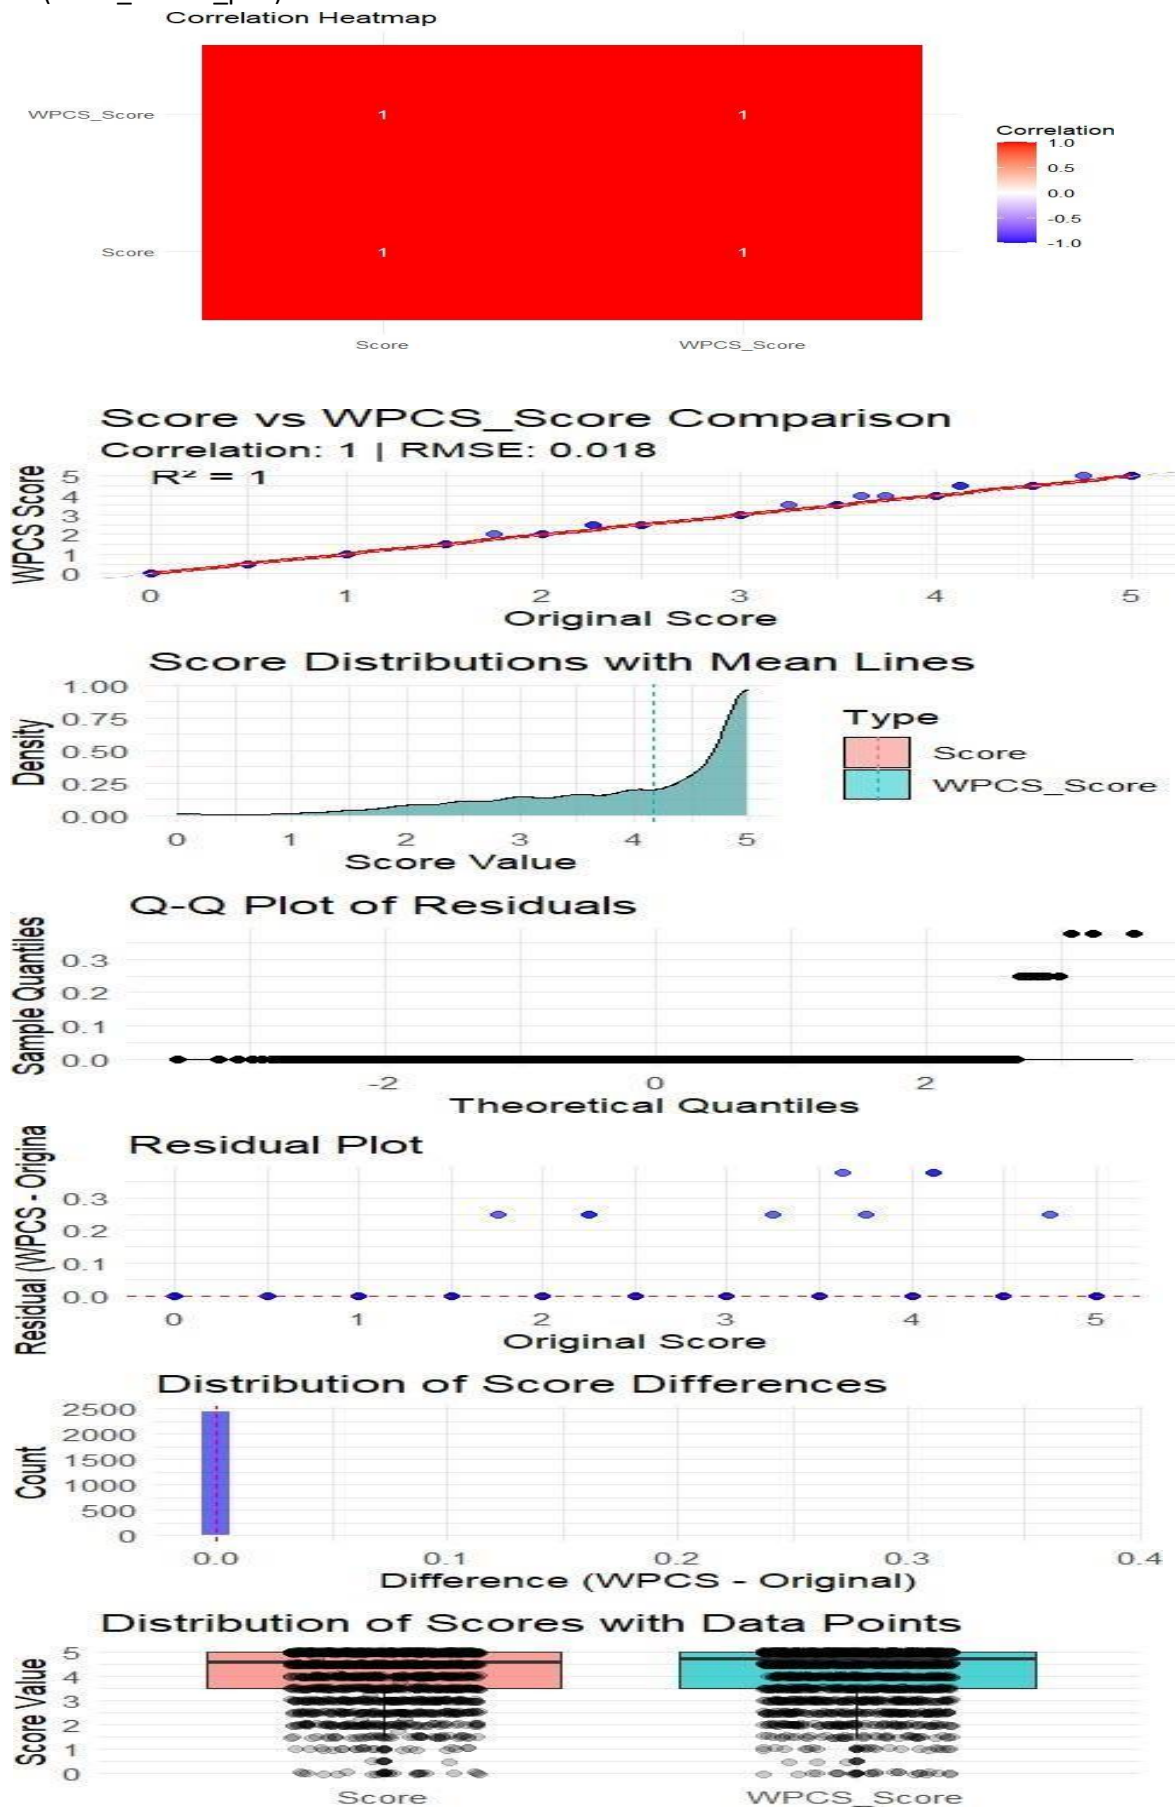 Correlation Heatmap
WPCS_Score
1 1
Score
1 1
Score WPCS_Score
Correlation
1.0
0.5
0.0
-0.5
-1.0
Score vs WPCS_Score Comparison
Correlation: 1 | RMSE: 0.018
R² = 1
WPCS Score
5
4
3
2
1
0
0 1 2 3 4 5
Original Score
Score Distributions with Mean Lines
Density
1.00
0.75
0.50
0.25
0.00
0 1 2 3 4 5
Score Value
Type
Score
WPCS_Score
Q-Q Plot of Residuals
Sample Quantiles
0.3
0.2
0.1
0.0
-2 0 2
Theoretical Quantiles
Residual Plot
Residual (WPCS - Origina
0.3
0.2
0.1
0.0
0 1 2 3 4 5
Original Score
Distribution of Score Differences
Count
2500
2000
1500
1000
500
0
0.0 0.1 0.2 0.3 0.4
Difference (WPCS - Original)
Distribution of Scores with Data Points
Score Value
5
4
3
2
1
0
Score WPCS_Score